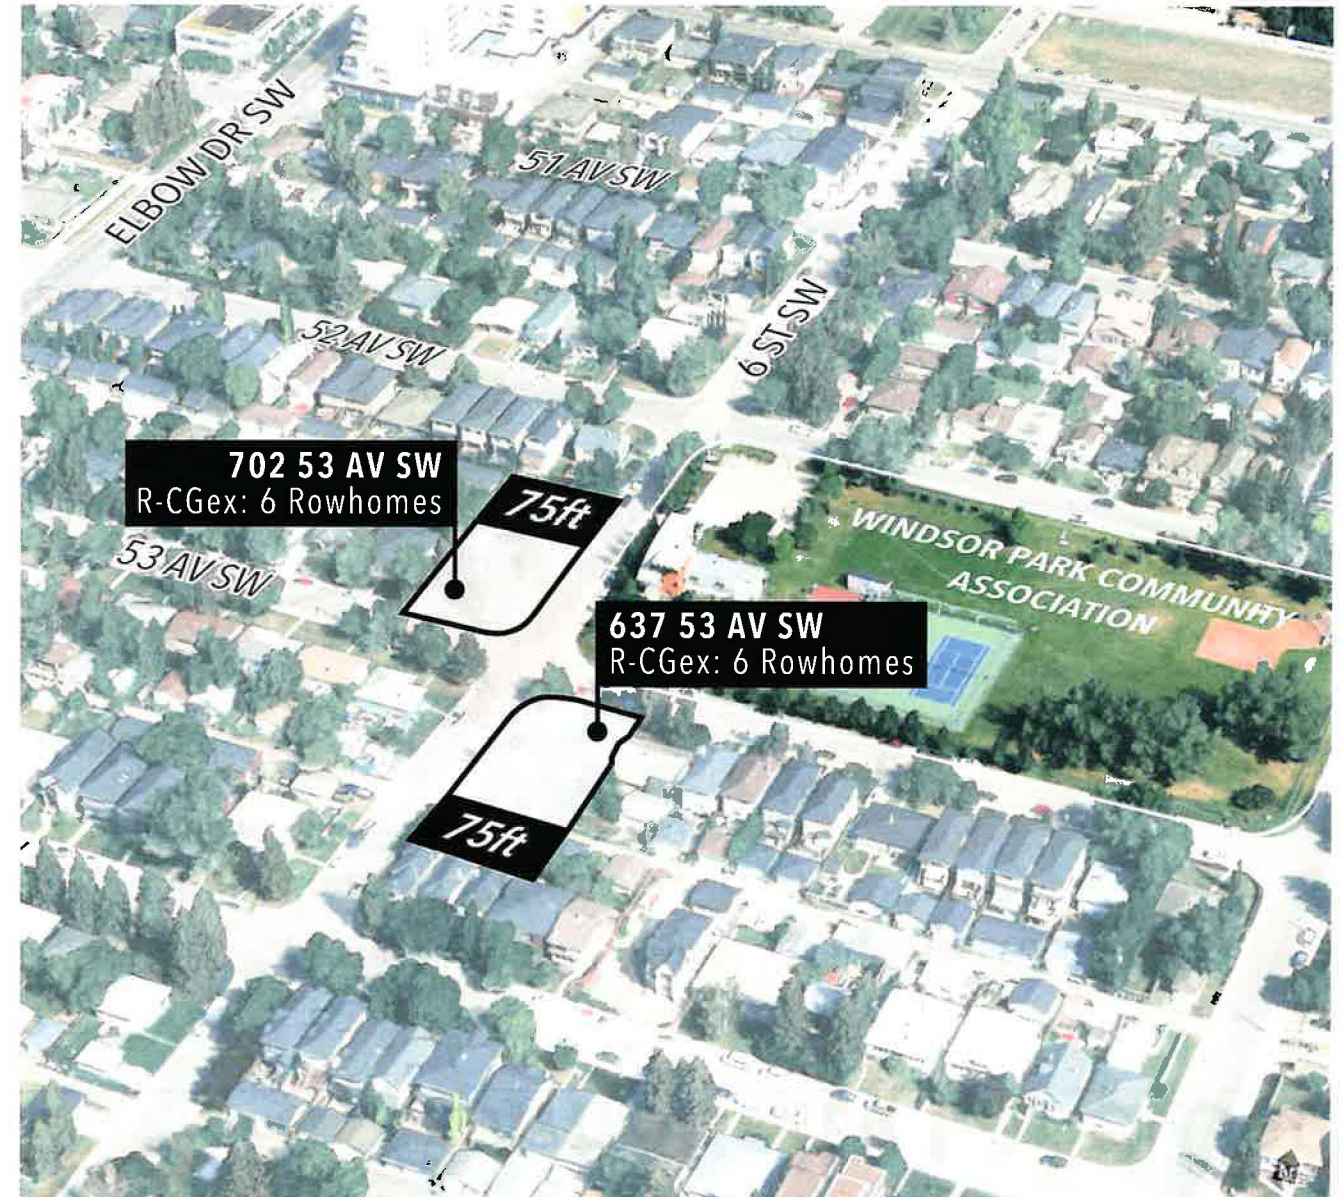 ELBOW DR SW
51 AV SW
6 ST SW
52 AV SW
702 53 AV SW
R-CGex: 6 Rowhomes
75ft
53 AV SW
WINDSOR PARK COMMUNITY
ASSOCIATION
637 53 AV SW
R-CGex: 6 Rowhomes
75ft